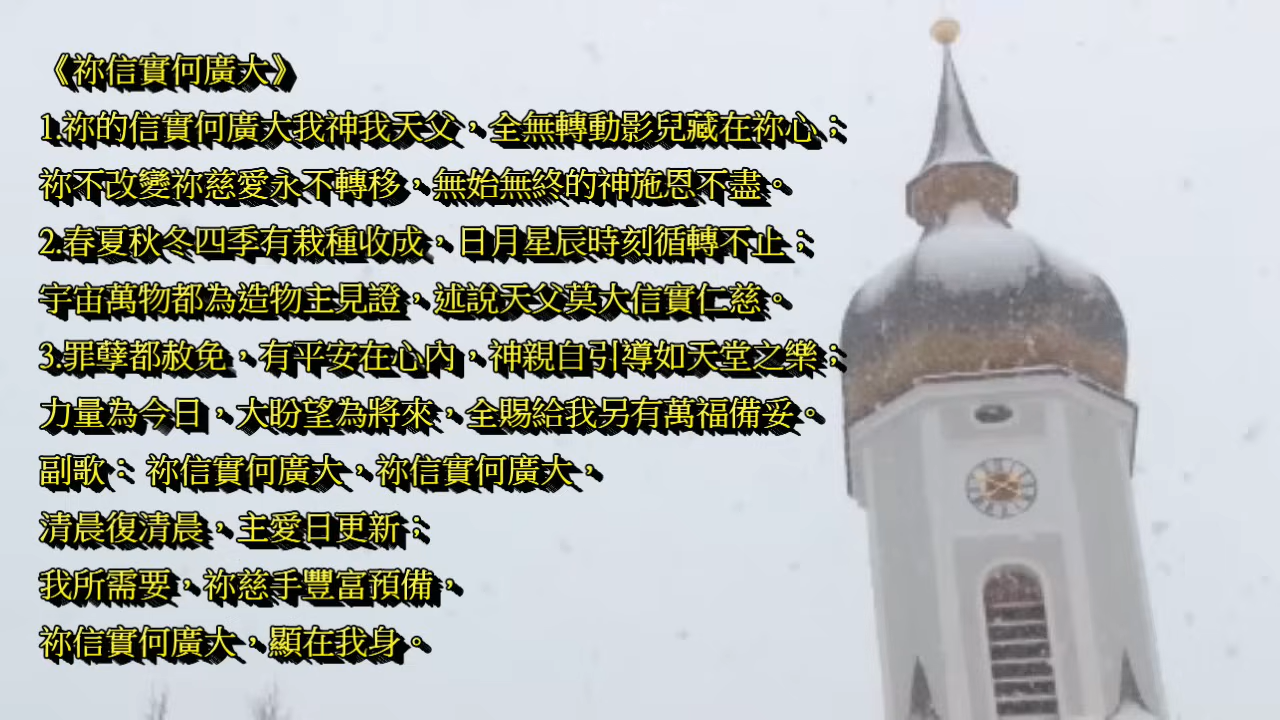 《祢信實何廣大》
1.祢的信實何廣大我神我天父，全無轉動影兒藏在祢心；
祢不改變祢慈愛永不轉移，無始無終的神施恩不盡。
2.春夏秋冬四季有栽種收成，日月星辰時刻循轉不止；
宇宙萬物都為造物主見證，述說天父莫大信實仁慈。
3.罪孽都赦免，有平安在心內，神親自引導如天堂之樂；
力量為今日，大盼望為將來，全賜給我另有萬福備妥。
副歌： 祢信實何廣大，祢信實何廣大，
清晨復清晨，主愛日更新；
我所需要，祢慈手豐富預備，
祢信實何廣大，顯在我身。